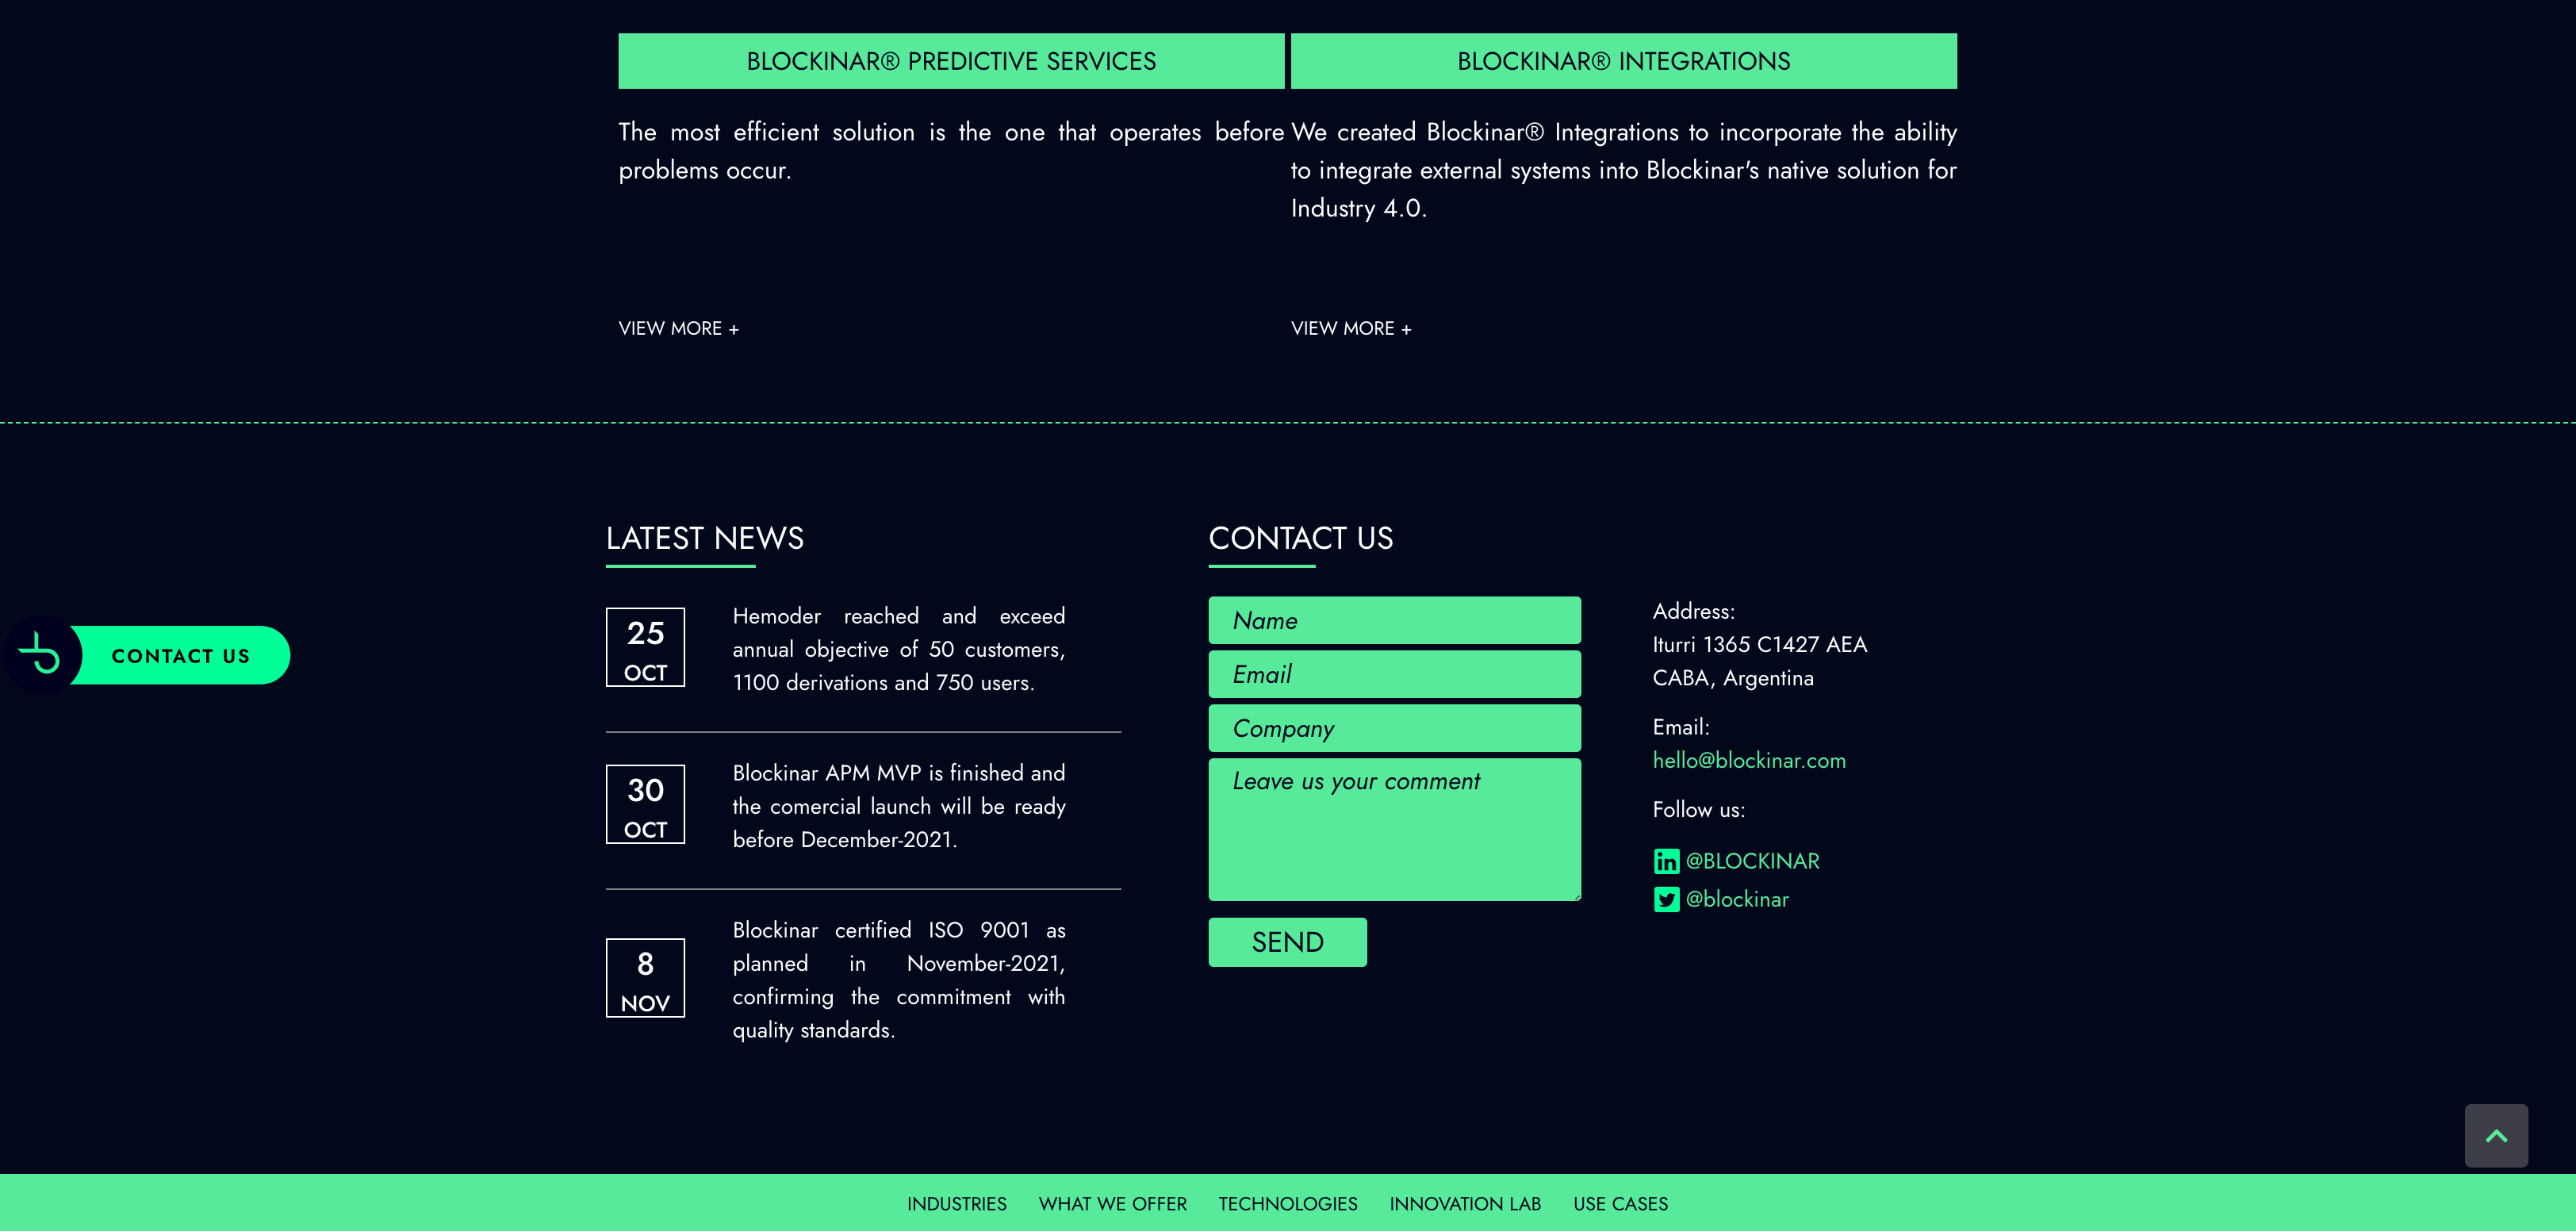 BLOCKINAR® PREDICTIVE SERVICES
The most efficient solution is the one that operates before
problems occur.
VIEW MORE +
BLOCKINAR® INTEGRATIONS
We created Blockinar® Integrations to incorporate the ability
to integrate external systems into Blockinar's native solution for
Industry 4.0.
VIEW MORE +
CONTACT US
LATEST NEWS
25
OCT
Hemoder reached and exceed
annual objective of 50 customers,
1100 derivations and 750 users.
30
OCT
Blockinar APM MVP is finished and
the comercial launch will be ready
before December-2021.
8
NOV
Blockinar certified ISO 9001 as
planned in November-2021,
confirming the commitment with
quality standards.
CONTACT US
Name
Email
Company
Leave us your comment
SEND
Address:
Iturri 1365 C1427 AEA
CABA, Argentina
Email:
hello@blockinar.com
Follow us:
@BLOCKINAR
@blockinar
INDUSTRIES WHAT WE OFFER TECHNOLOGIES INNOVATION LAB USE CASES